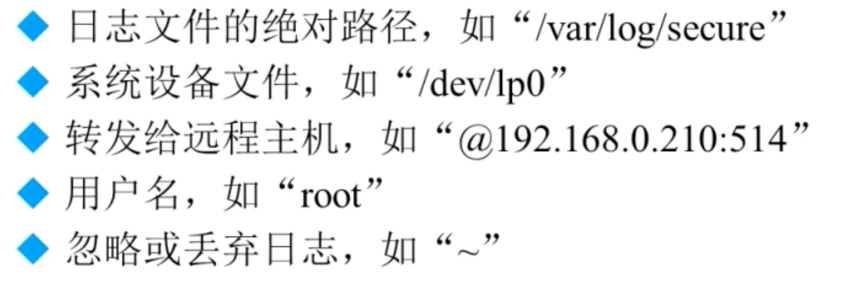 日志文件的绝对路径，如“/var/log/secure”
系统设备文件，如“/dev/lp0”
转发给远程主机，如“@192.168.0.210:514”
用户名，如“root”
忽略或丢弃日志，如“~”